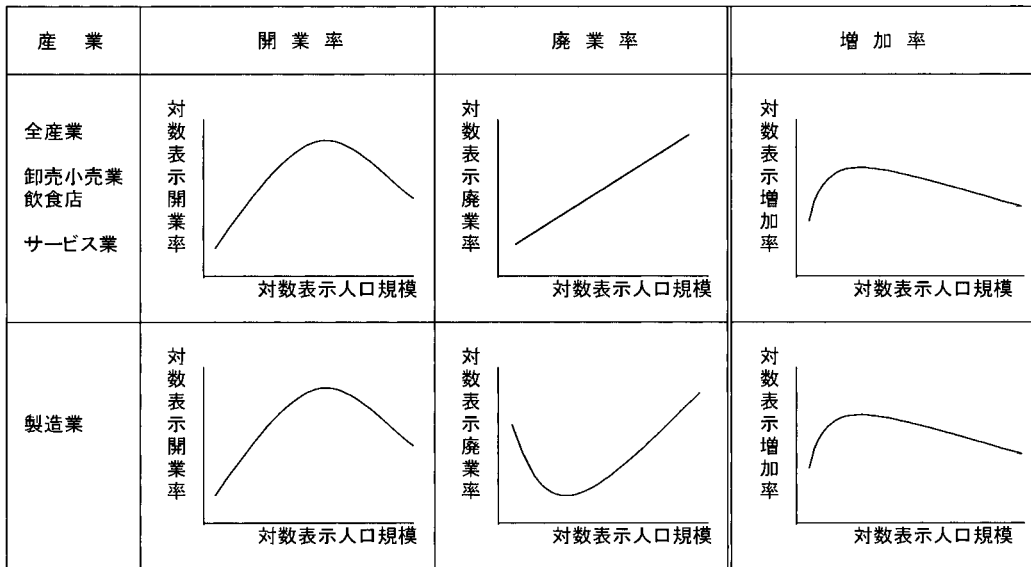 産　業
開 業 率
廃 業 率
増 加 率
全産業
卸売小売業
飲食店
サービス業
対数表示開業率
対数表示人口規模
対数表示廃業率
対数表示人口規模
対数表示増加率
対数表示人口規模
製造業
対数表示開業率
対数表示人口規模
対数表示廃業率
対数表示人口規模
対数表示増加率
対数表示人口規模